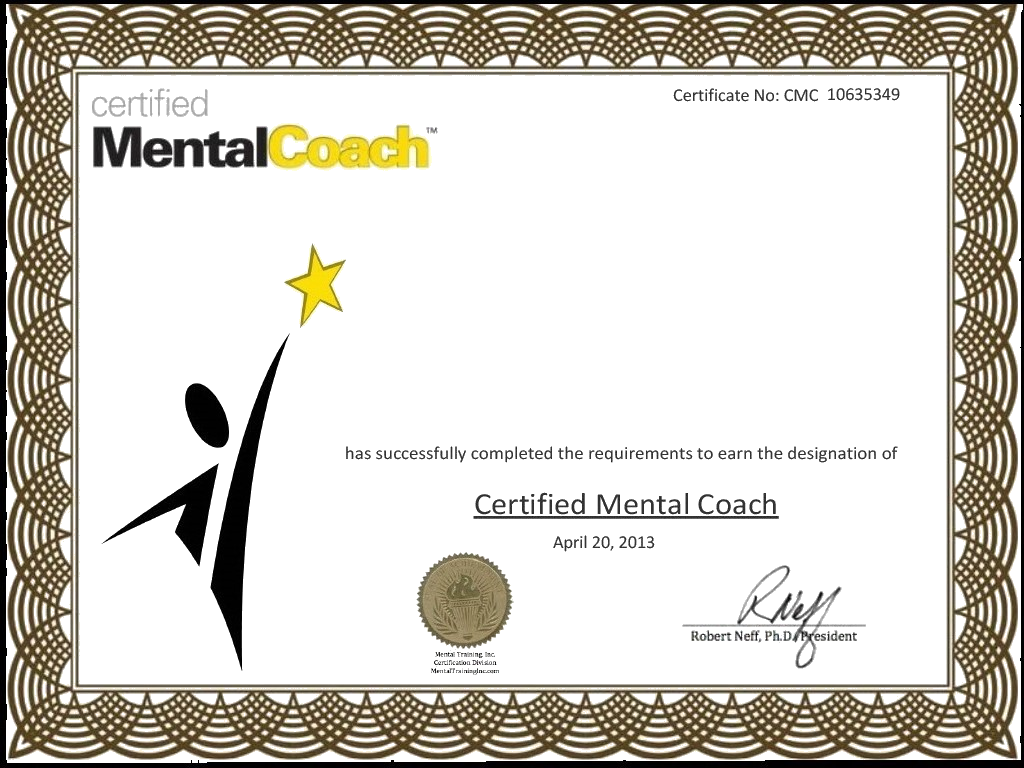 certified
MentalCoach™
Certificate No: CMC 10635349
has successfully completed the requirements to earn the designation of
Certified Mental Coach
April 20, 2013
RNeff
Robert Neff, Ph.D. President
Mental Training, Inc.
Certification Division
MentalTrainingInc.com